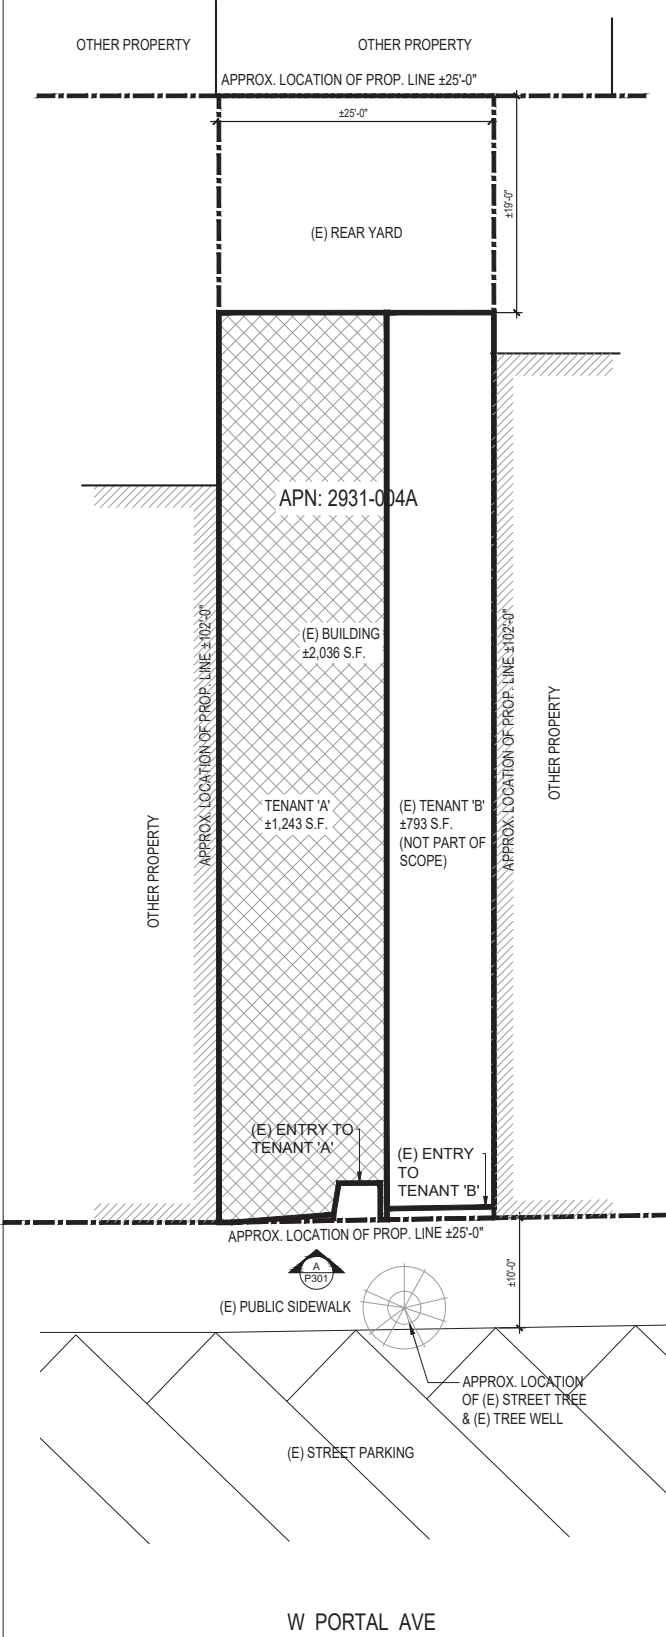 OTHER PROPERTY
OTHER PROPERTY
APPROX. LOCATION OF PROP. LINE ±25'-0"
±25'-0"
±19'-0"
(E) REAR YARD
APN: 2931-004A
(E) BUILDING
±2,036 S.F.
APPROX. LOCATION OF PROP. LINE ±102'-0"
APPROX. LOCATION OF PROP. LINE ±102'-0"
OTHER PROPERTY
OTHER PROPERTY
TENANT 'A'
±1,243 S.F.
(E) TENANT 'B'
±793 S.F.
(NOT PART OF
SCOPE)
(E) ENTRY TO
TENANT 'A'
(E) ENTRY
TO
TENANT 'B'
APPROX. LOCATION OF PROP. LINE ±25'-0"
A
P301
±10'-0"
(E) PUBLIC SIDEWALK
APPROX. LOCATION
OF (E) STREET TREE
& (E) TREE WELL
(E) STREET PARKING
W PORTAL AVE